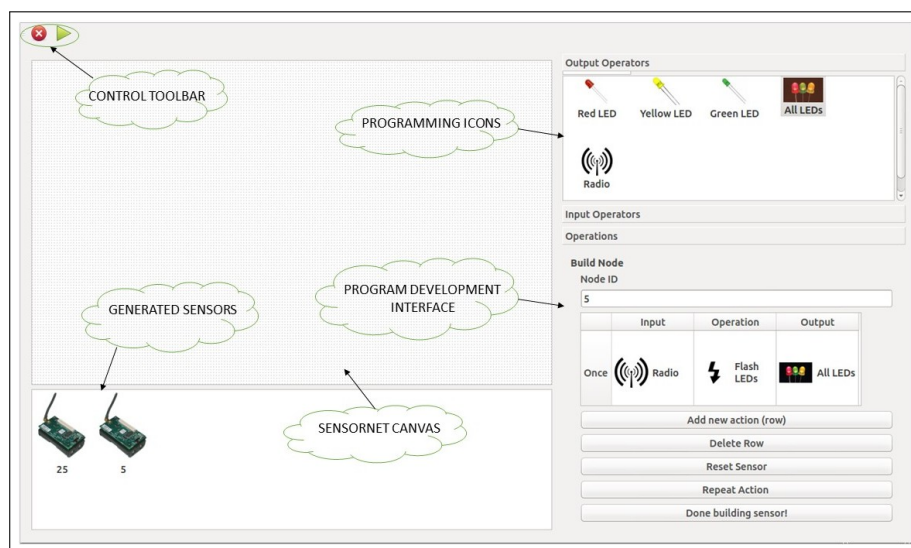 CONTROL TOOLBAR
PROGRAMMING ICONS
GENERATED SENSORS
PROGRAM DEVELOPMENT
INTERFACE
SENSORNET CANVAS
25
5
Output Operators
Red LED
Yellow LED
Green LED
All LEDs
Radio
Input Operators
Operations
Build Node
Node ID
5
Input
Operation
Output
Once
Radio
Flash
LEDs
All LEDs
Add new action (row)
Delete Row
Reset Sensor
Repeat Action
Done building sensor!